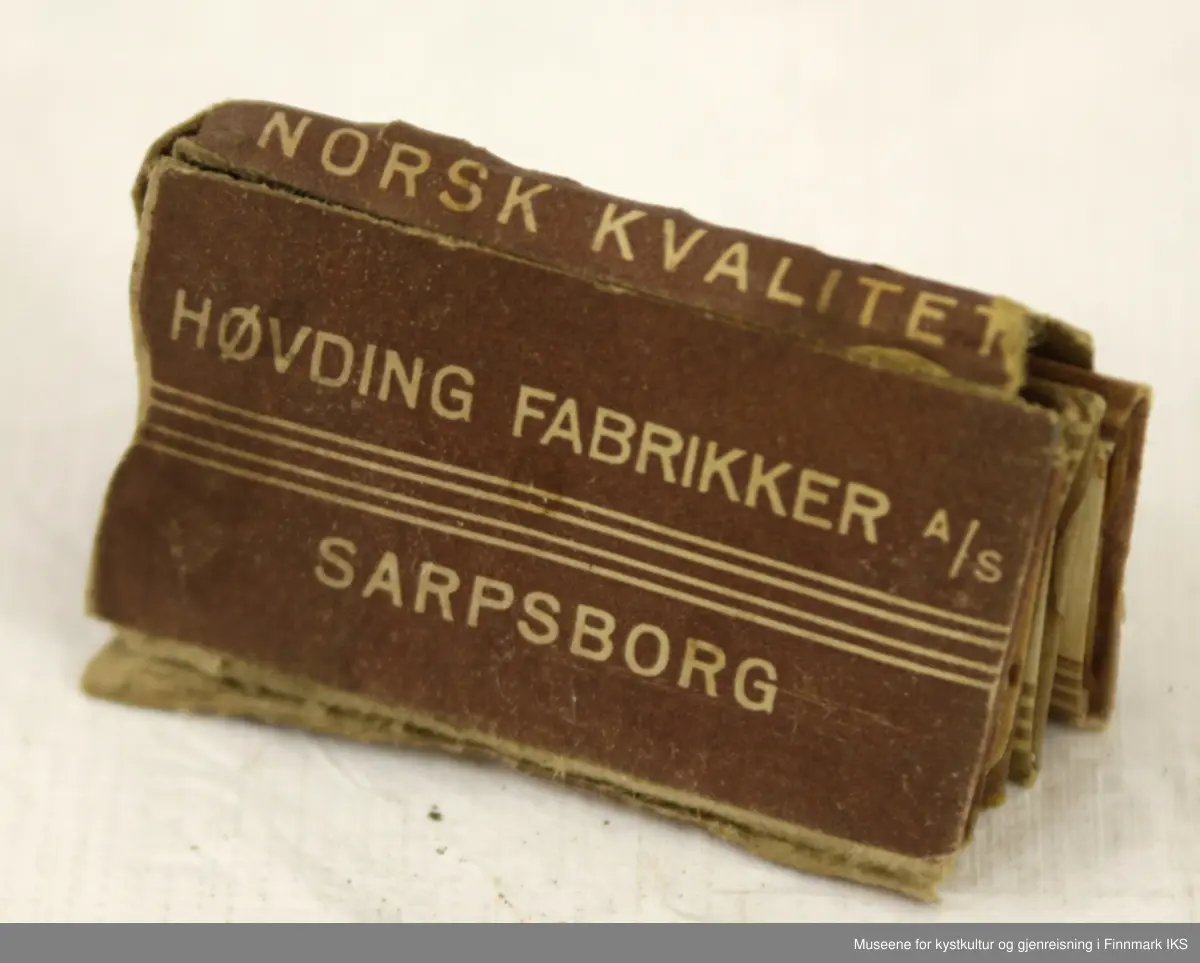 NORSK KVALITET
HØVDING FABRIKKER A/S
SARPSBORG
Museene for kystkultur og gjenreisning i Finnmark IKS